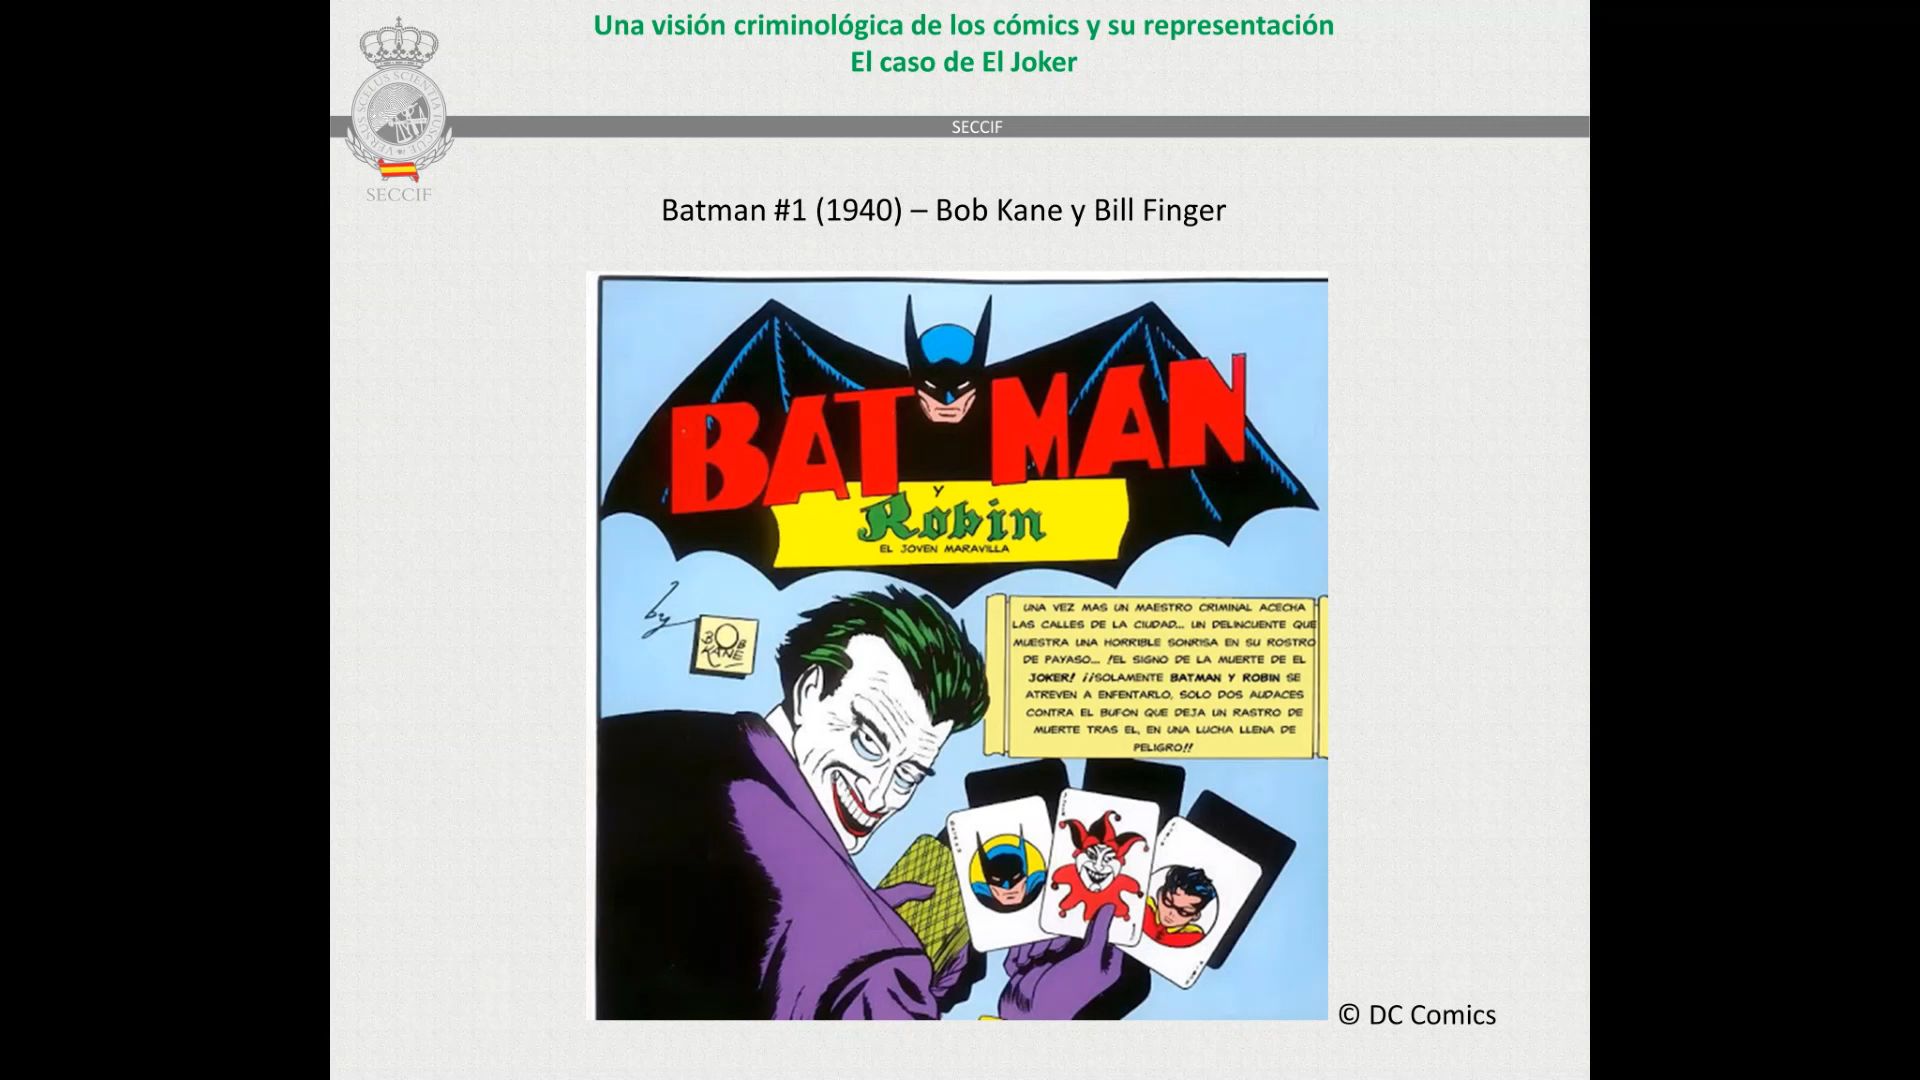 Una visión criminológica de los cómics y su representación
El caso de El Joker
SECCIF
VERSUS SCELUS SCIENTIA IUSCUE
SECCIF
Batman #1 (1940) – Bob Kane y Bill Finger
BATMAN
Y
Robin
EL JOVEN MARAVILLA
by
BOB
KANE
UNA VEZ MAS UN MAESTRO CRIMINAL ACECHA
LAS CALLES DE LA CIUDAD... UN DELINCUENTE QUE
MUESTRA UNA HORRIBLE SONRISA EN SU ROSTRO
DE PAYASO... ¡EL SIGNO DE LA MUERTE DE EL
JOKER! ¡¡SOLAMENTE BATMAN Y ROBIN SE
ATREVEN A ENFENTARLO, SOLO DOS AUDACES
CONTRA EL BUFON QUE DEJA UN RASTRO DE
MUERTE TRAS EL, EN UNA LUCHA LLENA DE
PELIGRO!!
© DC Comics